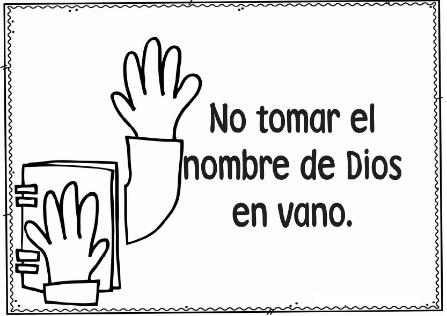 No tomar el
nombre de Dios
en vano.